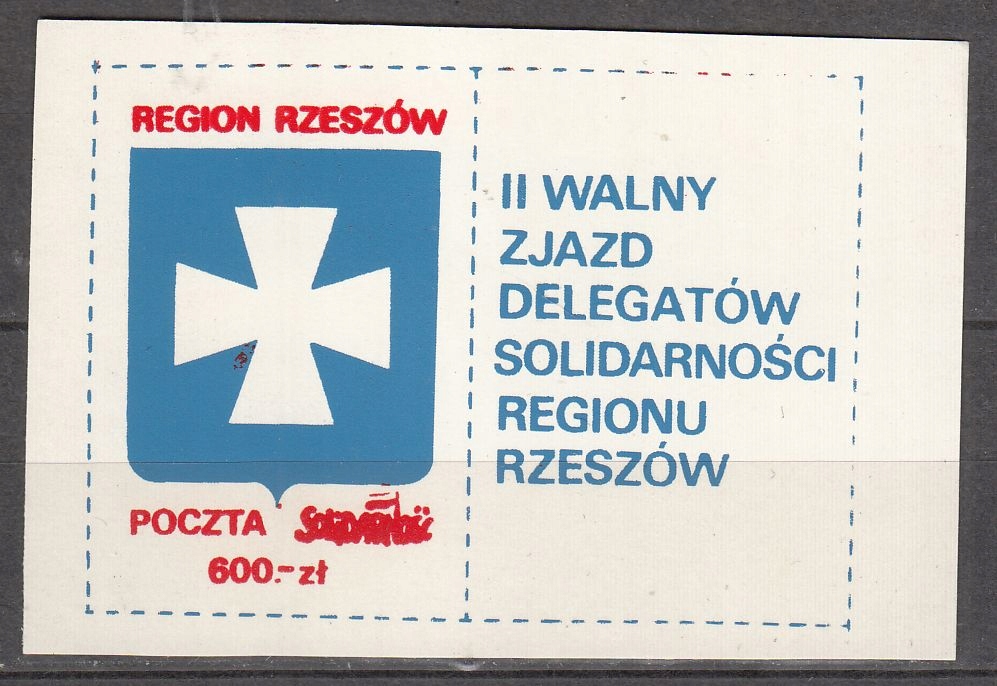 REGION RZESZÓW
POCZTA Solidarność
600.-zł
II WALNY
ZJAZD
DELEGATÓW
SOLIDARNOŚCI
REGIONU
RZESZÓW